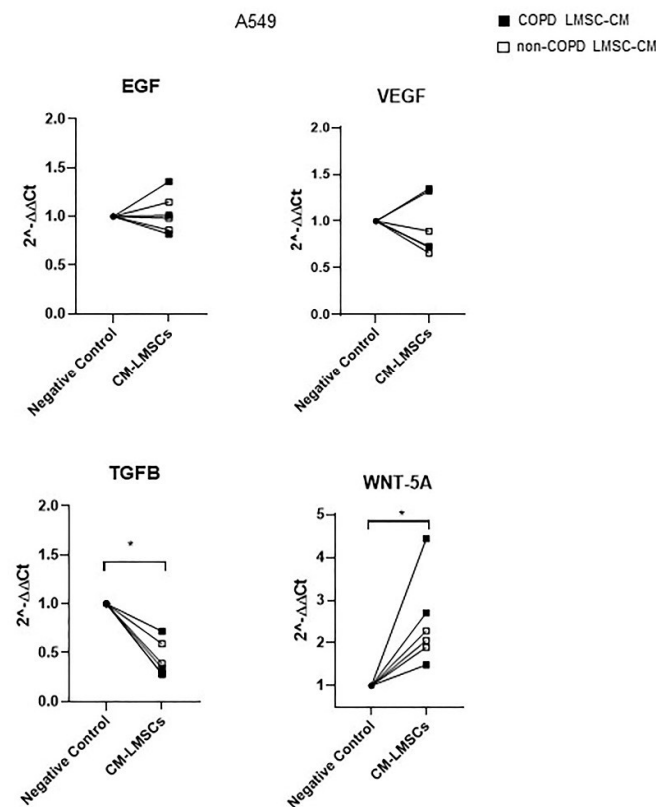 A549
COPD LMSC-CM
non-COPD LMSC-CM
EGF
2^-ΔΔCt
2.0
1.5
1.0
0.5
0.0
Negative Control
CM-LMSCs
VEGF
2^-ΔΔCt
2.0
1.5
1.0
0.5
0.0
Negative Control
CM-LMSCs
TGFB
2^-ΔΔCt
2.0
1.5
1.0
0.5
0.0
*
Negative Control
CM-LMSCs
WNT-5A
2^-ΔΔCt
5
4
3
2
1
*
Negative Control
CM-LMSCs